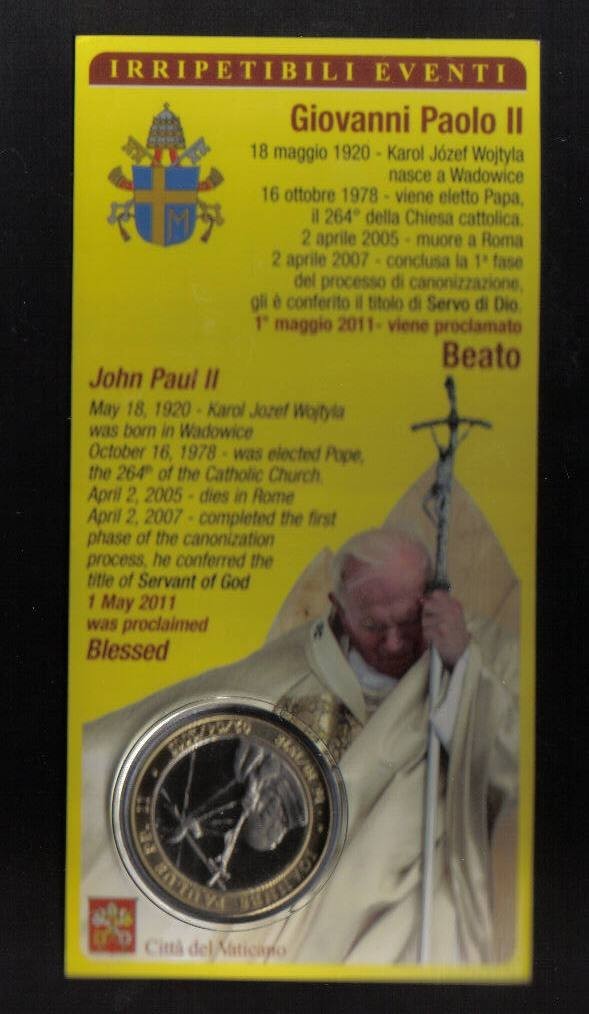 IRRIPETIBILI EVENTI
Giovanni Paolo II
18 maggio 1920 - Karol Józef Wojtyla
nasce a Wadowice
16 ottobre 1978 - viene eletto Papa,
il 264° della Chiesa cattolica.
2 aprile 2005 - muore a Roma
2 aprile 2007 - conclusa la 1ª fase
del processo di canonizzazione,
gli è conferito il titolo di Servo di Dio.
1° maggio 2011- viene proclamato
Beato
John Paul II
May 18, 1920 - Karol Jozef Wojtyla
was born in Wadowice
October 16, 1978 - was elected Pope,
the 264th of the Catholic Church.
April 2, 2005 - dies in Rome
April 2, 2007 - completed the first
phase of the canonization
process, he conferred the
title of Servant of God
1 May 2011
was proclaimed
Blessed
IOANNES PAULUS PP. II
Città del Vaticano